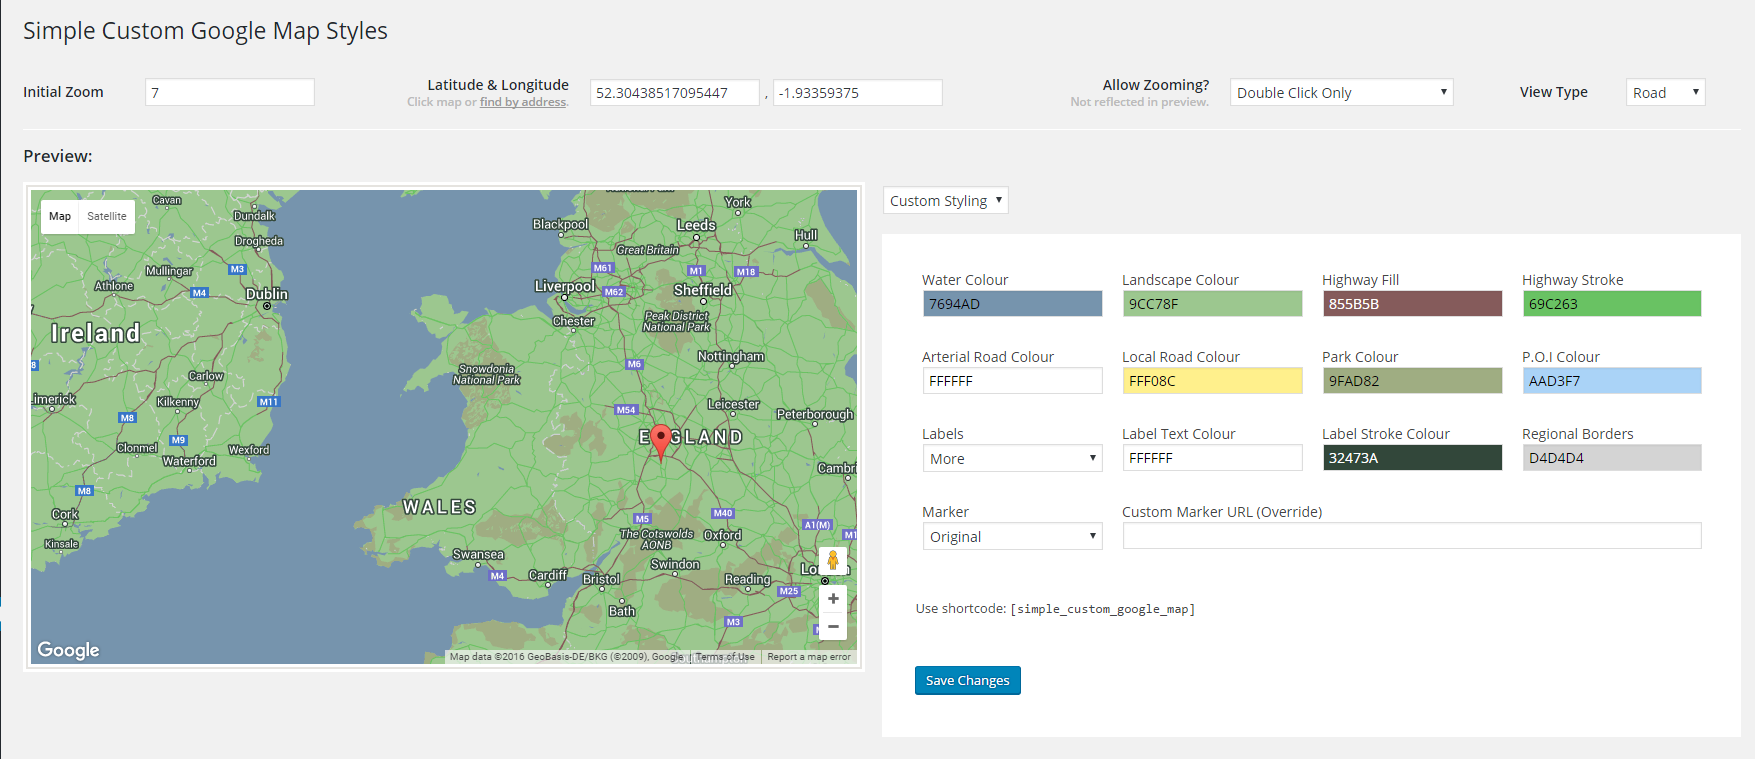 Simple Custom Google Map Styles
Initial Zoom
7
Latitude & Longitude
Click map or find by address.
52.30438517095447 , -1.93359375
Allow Zooming?
Not reflected in preview.
Double Click Only
View Type
Road
Preview:
Map Satellite
Cavan
Dundalk
Drogheda
Mullingar
M3
Athlone
M4
Dublin
Ireland
Carlow
Kilkenny
M11
M8
Clonmel
M9
Wexford
Waterford
M8
Cork
Kinsale
York
Blackpool
Leeds
Hull
Great Britain
M61
M1
M18
Liverpool
M62
Sheffield
Chester
Peak District
National Park
Nottingham
M6
Snowdonia
National Park
M54
Leicester
Peterborough
WALES
M5
M40
A1(M)
The Cotswolds
AONB
Oxford
Swansea
M4
Cardiff
Bristol
Swindon
Reading
M25
Bath
M3
Google
Map data ©2016 GeoBasis-DE/BKG (©2009), Google
Terms of Use
Report a map error
Custom Styling
Water Colour
7694AD
Landscape Colour
9CC78F
Highway Fill
855B5B
Highway Stroke
69C263
Arterial Road Colour
FFFFFF
Local Road Colour
FFF08C
Park Colour
9FAD82
P.O.I Colour
AAD3F7
Labels
More
Label Text Colour
FFFFFF
Label Stroke Colour
32473A
Regional Borders
D4D4D4
Marker
Original
Custom Marker URL (Override)
Use shortcode: [simple_custom_google_map]
Save Changes